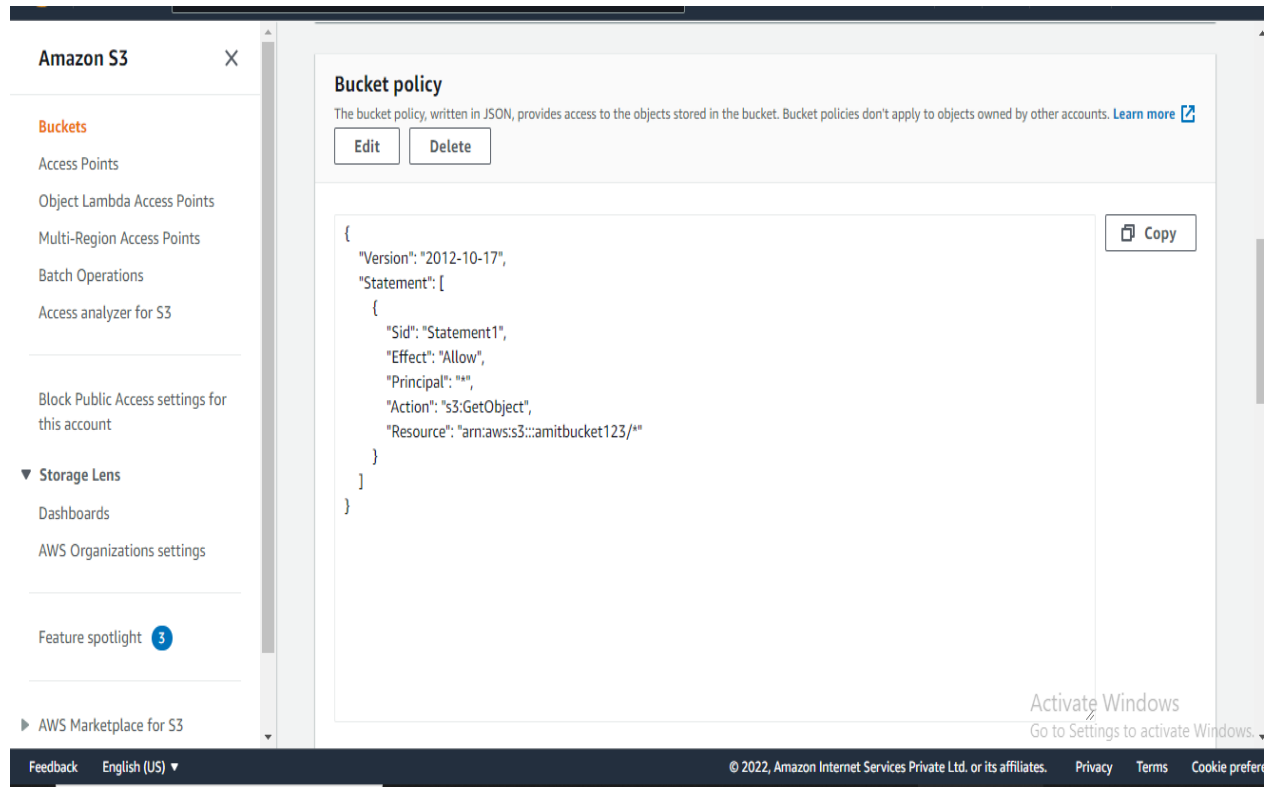 Amazon S3
Buckets
Access Points
Object Lambda Access Points
Multi-Region Access Points
Batch Operations
Access analyzer for S3
Block Public Access settings for
this account
Storage Lens
Dashboards
AWS Organizations settings
Feature spotlight 3
AWS Marketplace for S3
Bucket policy
The bucket policy, written in JSON, provides access to the objects stored in the bucket. Bucket policies don't apply to objects owned by other accounts. Learn more
Edit Delete
Copy
{
"Version": "2012-10-17",
"Statement": [
{
"Sid": "Statement1",
"Effect": "Allow",
"Principal": "*",
"Action": "s3:GetObject",
"Resource": "arn:aws:s3:::amitbucket123/*"
}
]
}
Activate Windows
Go to Settings to activate Windows.
Feedback English (US) © 2022, Amazon Internet Services Private Ltd. or its affiliates. Privacy Terms Cookie prefere